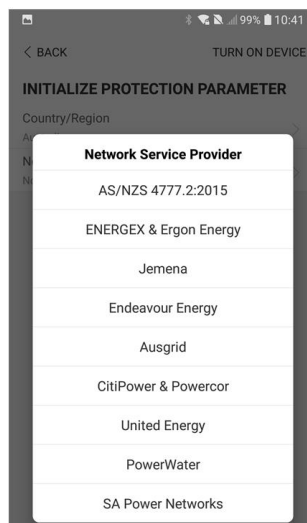 99% 10:41
BACK TURN ON DEVICE
INITIALIZE PROTECTION PARAMETER
Country/Region
Network Service Provider
AS/NZS 4777.2:2015
ENERGEX & Ergon Energy
Jemena
Endeavour Energy
Ausgrid
CitiPower & Powercor
United Energy
PowerWater
SA Power Networks